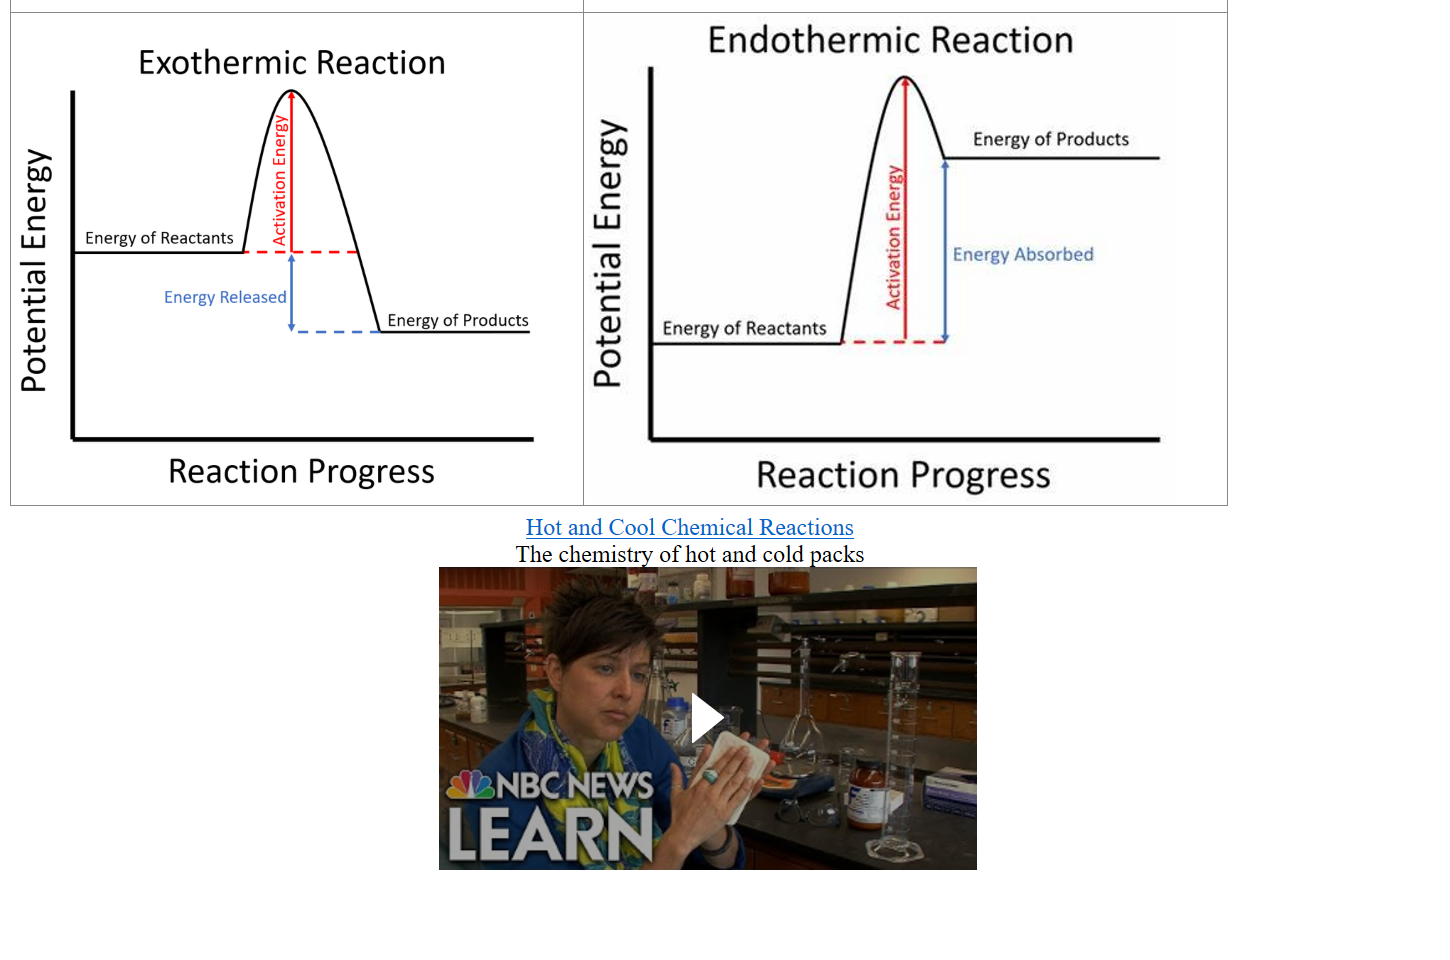 Exothermic Reaction
Potential Energy
Activation Energy
Energy of Reactants
Energy Released
Energy of Products
Reaction Progress
Endothermic Reaction
Potential Energy
Energy of Products
Activation Energy
Energy Absorbed
Energy of Reactants
Reaction Progress
Hot and Cool Chemical Reactions
The chemistry of hot and cold packs
NBC NEWS
LEARN